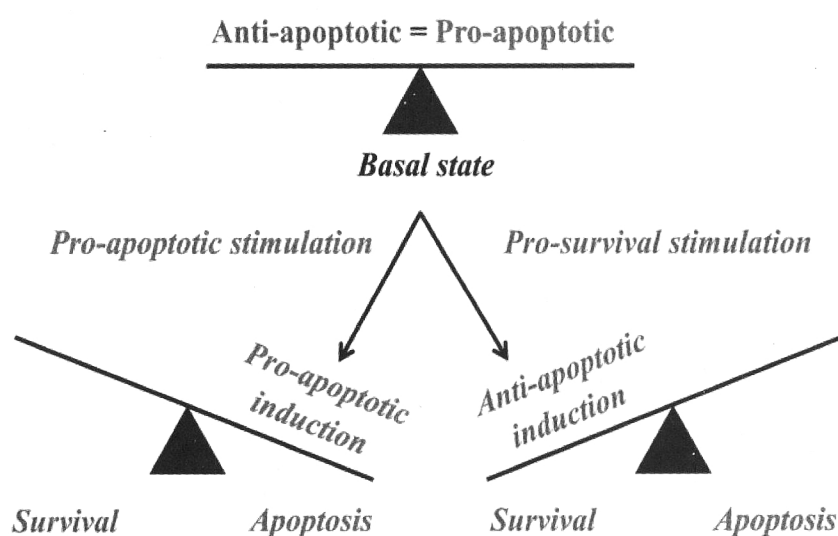 Anti-apoptotic = Pro-apoptotic
Basal state
Pro-apoptotic stimulation
Pro-survival stimulation
Pro-apoptotic
induction
Anti-apoptotic
induction
Survival
Apoptosis
Survival
Apoptosis